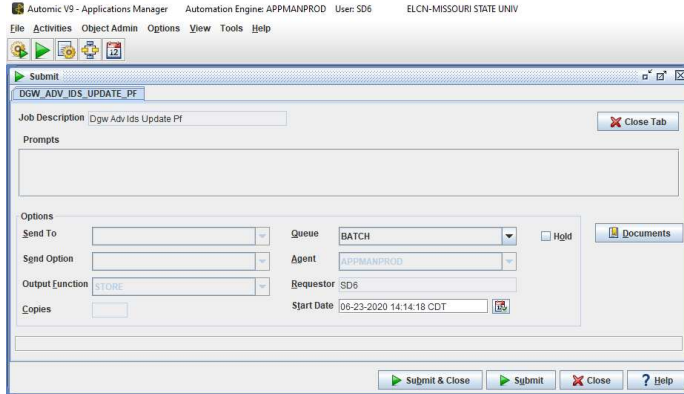 Automic V9 - Applications Manager Automation Engine: APPMANPROD User: SD6 ELCN-MISSOURI STATE UNIV
File Activities Object Admin Options View Tools Help
12
Submit
DGW_ADV_IDS_UPDATE_PF
Job Description Dgw Adv Ids Update Pf
Close Tab
Prompts
Options
Send To Queue BATCH Hold Documents
Send Option Agent APPMANPROD
Output Function STORE Requestor SD6
Copies Start Date 06-23-2020 14:14:18 CDT
Submit & Close Submit Close ? Help